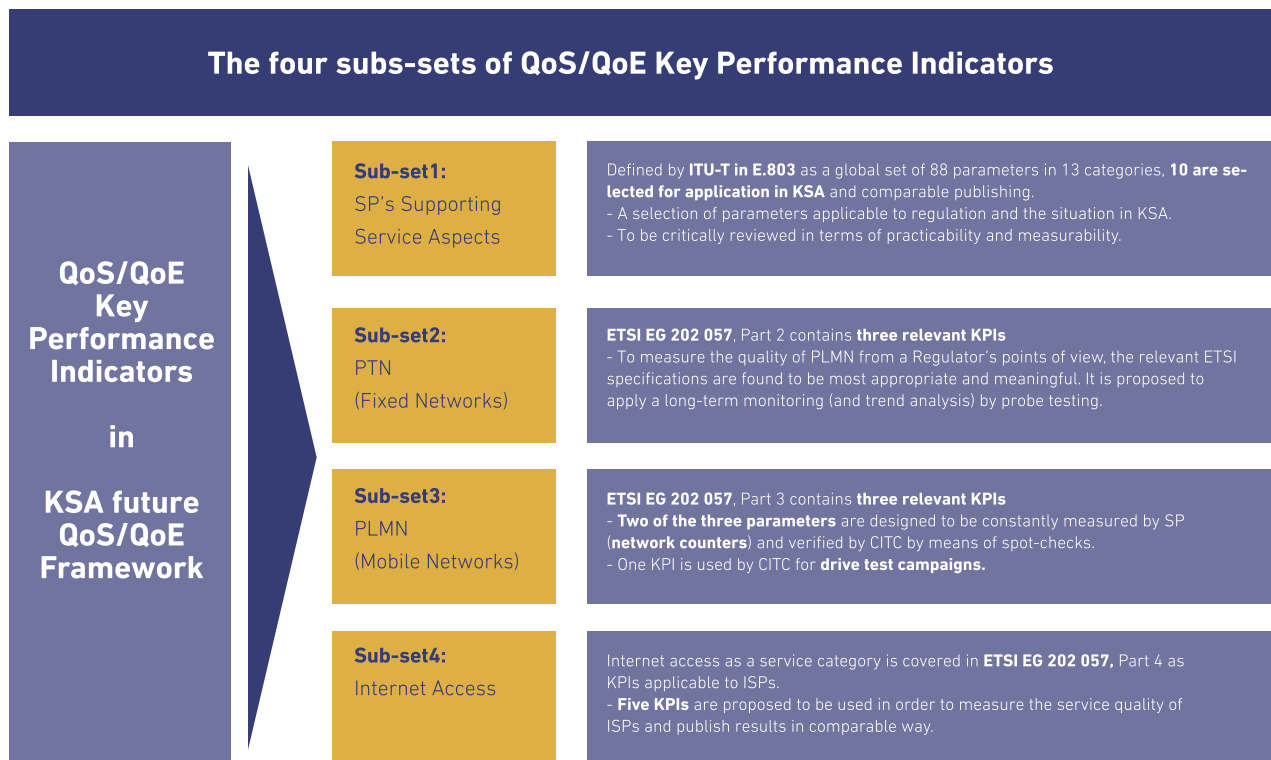 The four subs-sets of QoS/QoE Key Performance Indicators
QoS/QoE
Key
Performance
Indicators
in
KSA future
QoS/QoE
Framework
Sub-set1:
SP's Supporting
Service Aspects
Defined by ITU-T in E.803 as a global set of 88 parameters in 13 categories, 10 are se-
lected for application in KSA and comparable publishing.
- A selection of parameters applicable to regulation and the situation in KSA.
- To be critically reviewed in terms of practicability and measurability.
Sub-set2:
PTN
(Fixed Networks)
ETSI EG 202 057, Part 2 contains three relevant KPIs
- To measure the quality of PLMN from a Regulator's points of view, the relevant ETSI
specifications are found to be most appropriate and meaningful. It is proposed to
apply a long-term monitoring (and trend analysis) by probe testing.
Sub-set3:
PLMN
(Mobile Networks)
ETSI EG 202 057, Part 3 contains three relevant KPIs
- Two of the three parameters are designed to be constantly measured by SP
(network counters) and verified by CITC by means of spot-checks.
- One KPI is used by CITC for drive test campaigns.
Sub-set4:
Internet Access
Internet access as a service category is covered in ETSI EG 202 057, Part 4 as
KPIs applicable to ISPs.
- Five KPIs are proposed to be used in order to measure the service quality of
ISPs and publish results in comparable way.